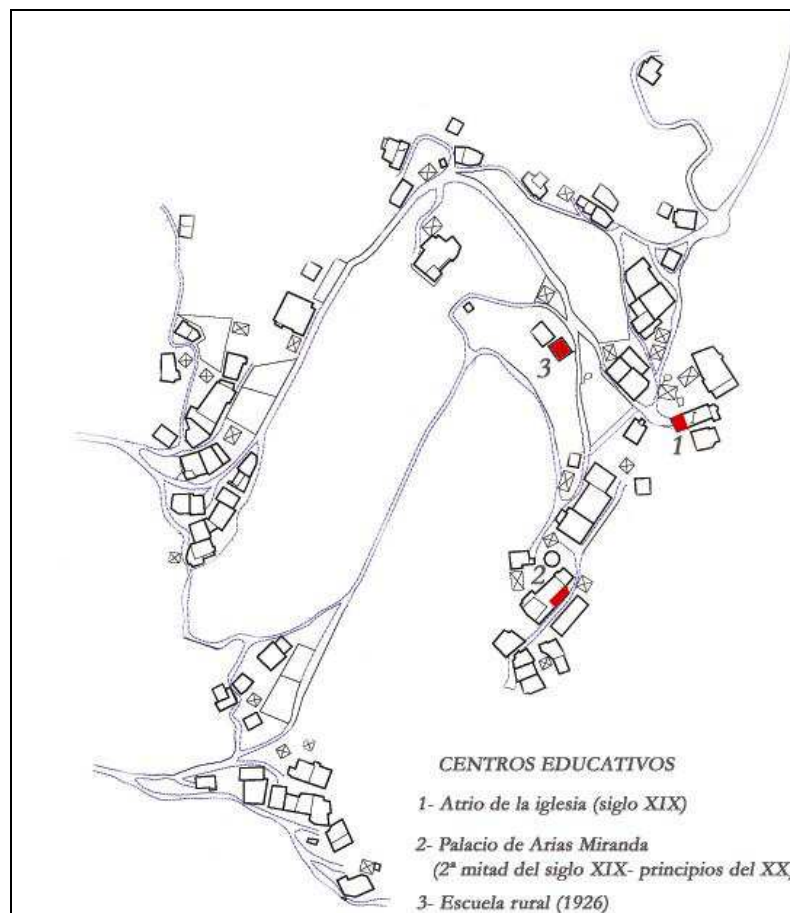 3
1
2
CENTROS EDUCATIVOS
1- Atrio de la iglesia (siglo XIX)
2- Palacio de Arias Miranda
(2ª mitad del siglo XIX- principios del XX)
3- Escuela rural (1926)